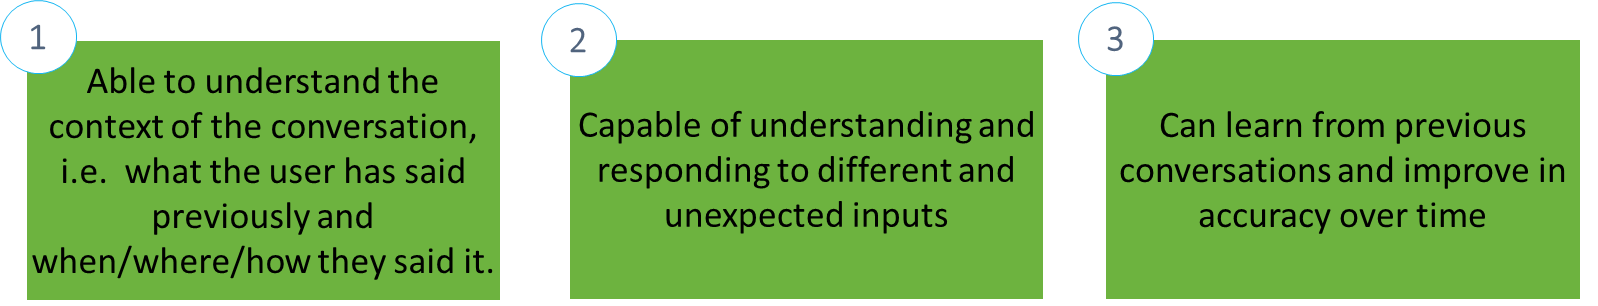 1
Able to understand the
context of the conversation,
i.e.  what the user has said
previously and
when/where/how they said it.
2
Capable of understanding and
responding to different and
unexpected inputs
3
Can learn from previous
conversations and improve in
accuracy over time